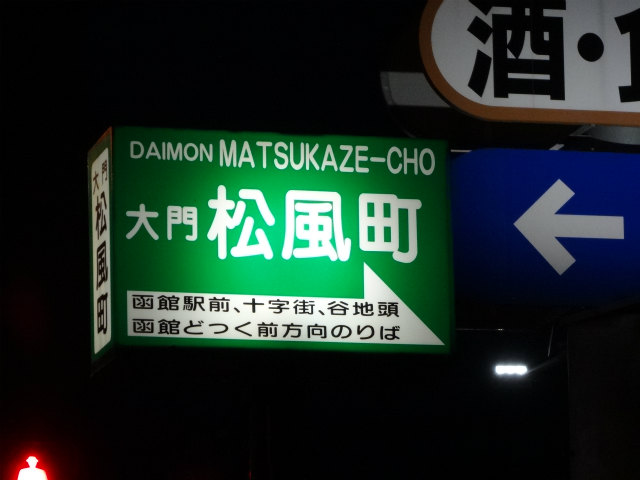 酒・
DAIMON MATSUKAZE-CHO
大門 松風町
函館駅前、十字街、谷地頭
函館どつく前方向のりば
大門 松風町